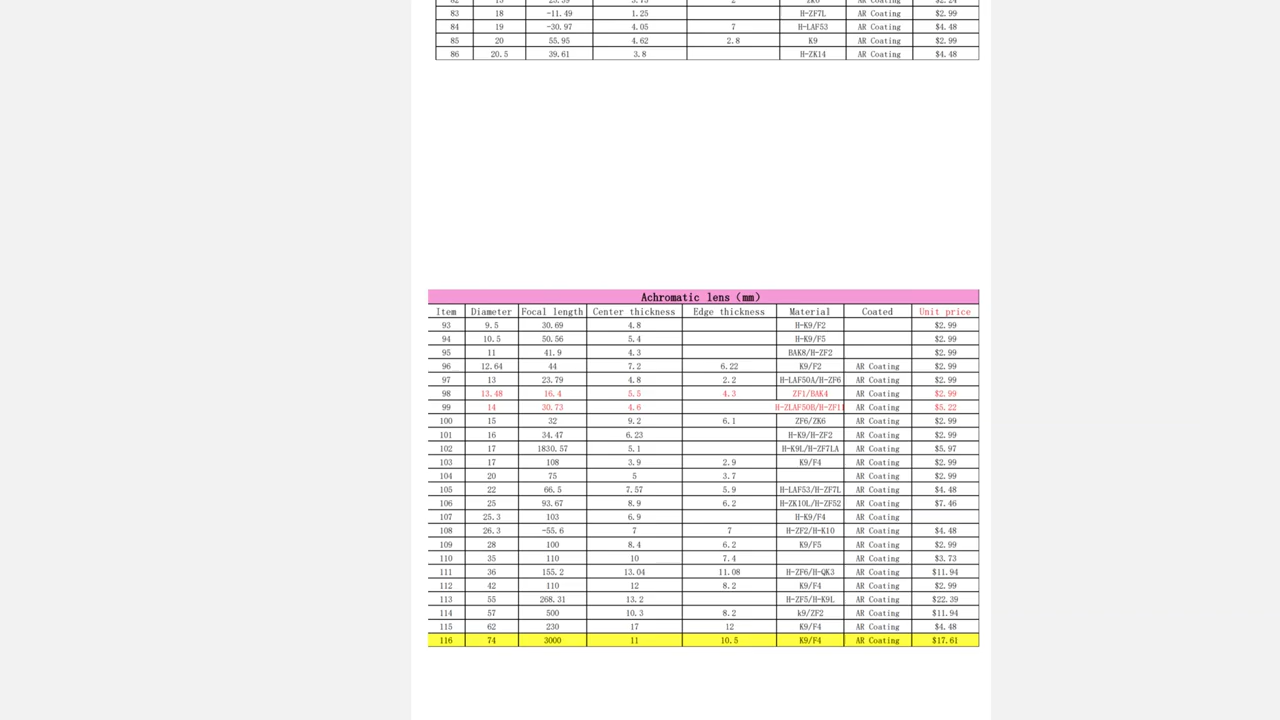 83 18 -11.49 1.25 H-ZF7L AR Coating $2.99
84 19 -30.97 4.05 7 H-LAF53 AR Coating $4.48
85 20 55.95 4.62 2.8 K9 AR Coating $2.99
86 20.5 39.61 3.8 H-ZK14 AR Coating $4.48
Achromatic lens（mm）
Item Diameter Focal length Center thickness Edge thickness Material Coated Unit price
93 9.5 30.69 4.8 H-K9/F2 $2.99
94 10.5 50.56 5.4 H-K9/F5 $2.99
95 11 41.9 4.3 BAK8/H-ZF2 $2.99
96 12.64 44 7.2 6.22 K9/F2 AR Coating $2.99
97 13 23.79 4.8 2.2 H-LAF50A/H-ZF6 AR Coating $2.99
98 13.48 16.4 5.5 4.3 ZF1/BAK4 AR Coating $2.99
99 14 30.73 4.6 H-ZLAF50B/H-ZF11 AR Coating $5.22
100 15 32 9.2 6.1 ZF6/ZK6 AR Coating $2.99
101 16 34.47 6.23 H-K9/H-ZF2 AR Coating $2.99
102 17 1830.57 5.1 H-K9L/H-ZF7LA AR Coating $5.97
103 17 108 3.9 2.9 K9/F4 AR Coating $2.99
104 20 75 5 3.7 AR Coating $2.99
105 22 66.5 7.57 5.9 H-LAF53/H-ZF7L AR Coating $4.48
106 25 93.67 8.9 6.2 H-ZK10L/H-ZF52 AR Coating $7.46
107 25.3 103 6.9 H-K9/F4 AR Coating
108 26.3 -55.6 7 7 H-ZF2/H-K10 AR Coating $4.48
109 28 100 8.4 6.2 K9/F5 AR Coating $2.99
110 35 110 10 7.4 AR Coating $3.73
111 36 155.2 13.04 11.08 H-ZF6/H-QK3 AR Coating $11.94
112 42 110 12 8.2 K9/F4 AR Coating $2.99
113 55 268.31 13.2 H-ZF5/H-K9L AR Coating $22.39
114 57 500 10.3 8.2 k9/ZF2 AR Coating $11.94
115 62 230 17 12 K9/F4 AR Coating $4.48
116 74 3000 11 10.5 K9/F4 AR Coating $17.61